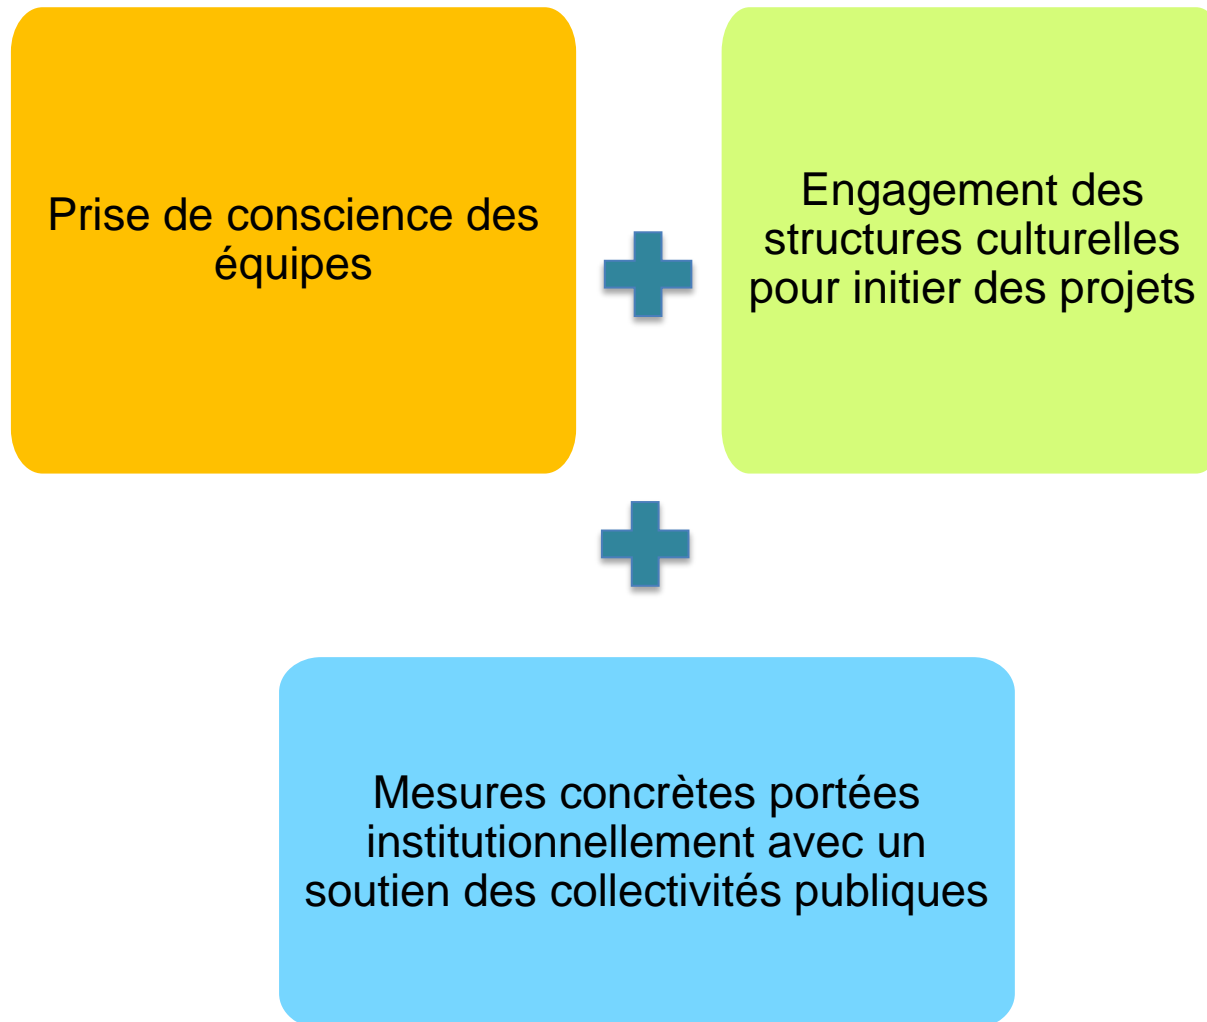 Prise de conscience des
équipes
Engagement des
structures culturelles
pour initier des projets
Mesures concrètes portées
institutionnellement avec un
soutien des collectivités publiques